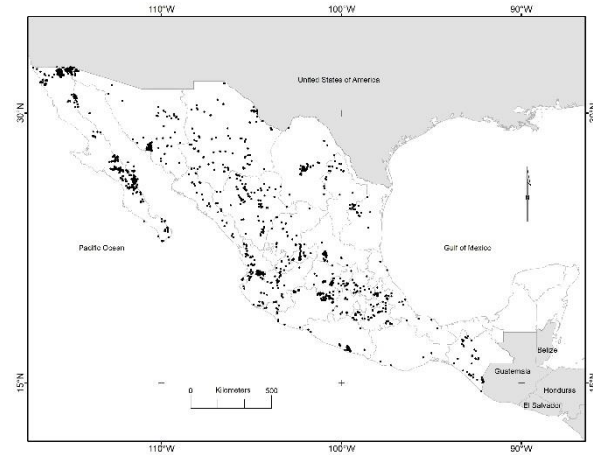 110°W 100°W 90°W
United States of America
30°N
Pacific Ocean Gulf of Mexico
Belize
Guatemala
15°N Honduras
0 Kilometers 500
El Salvador
110°W 100°W 90°W